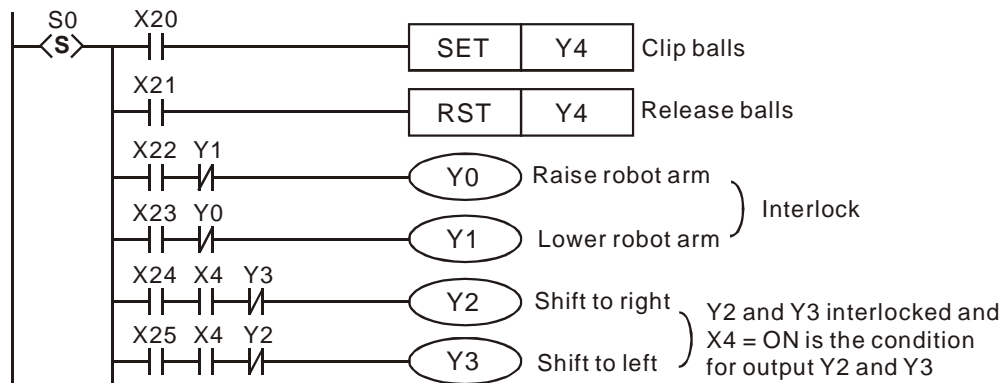 S0
S
X20
SET Y4 Clip balls
X21
RST Y4 Release balls
X22 Y1
Y0 Raise robot arm
Interlock
X23 Y0
Y1 Lower robot arm
X24 X4 Y3
Y2 Shift to right
Y2 and Y3 interlocked and
X4 = ON is the condition
for output Y2 and Y3
X25 X4 Y2
Y3 Shift to left